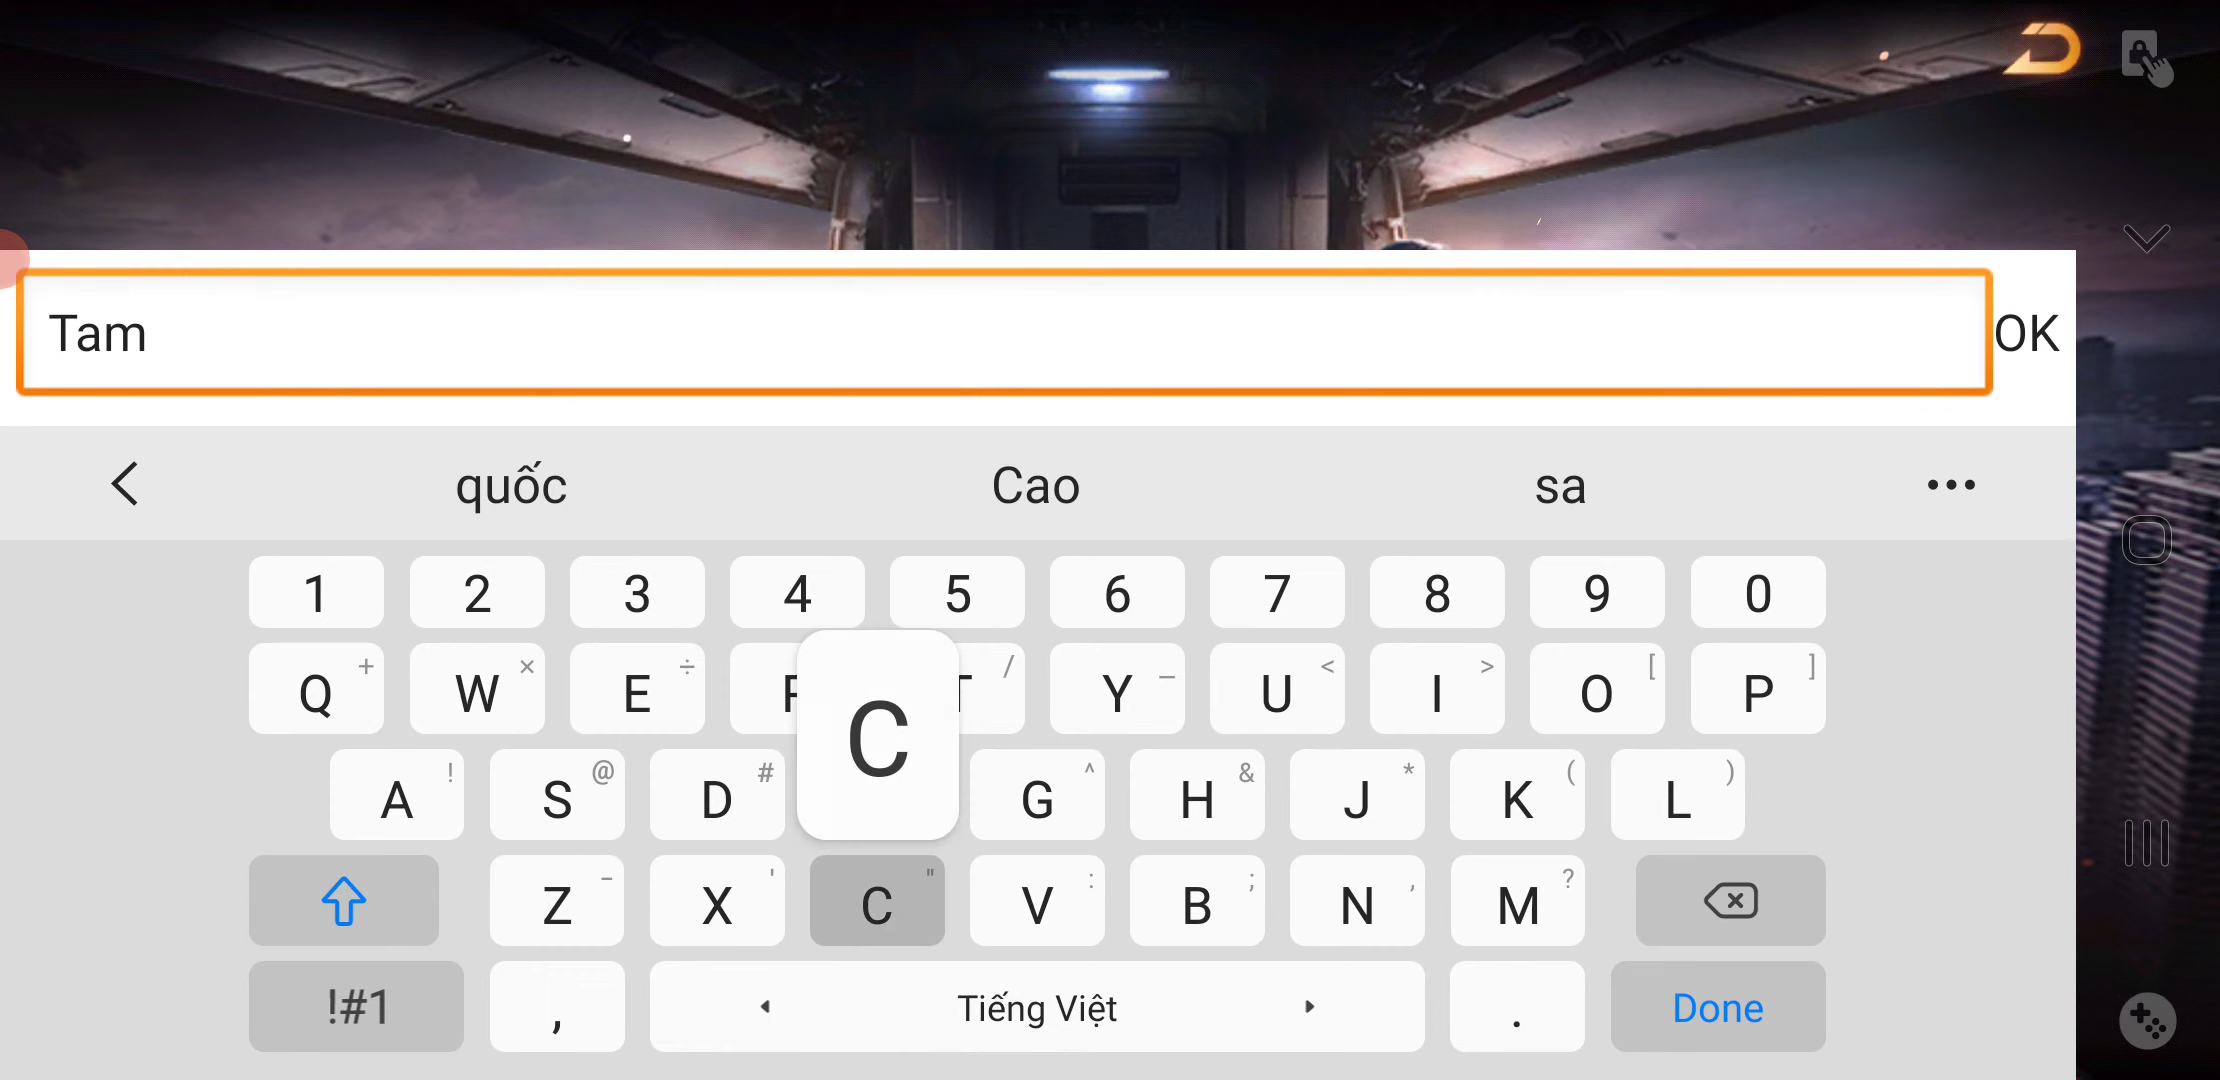 Tam
OK
quốc Cao sa
1 2 3 4 5 6 7 8 9 0
Q + W × E ÷ T / Y _ U < I > O [ P ]
C
A ! S @ D # G ^ H & J * K ( L )
Z - X ' C " V : B ; N , M ?
!#1 , Tiếng Việt . Done